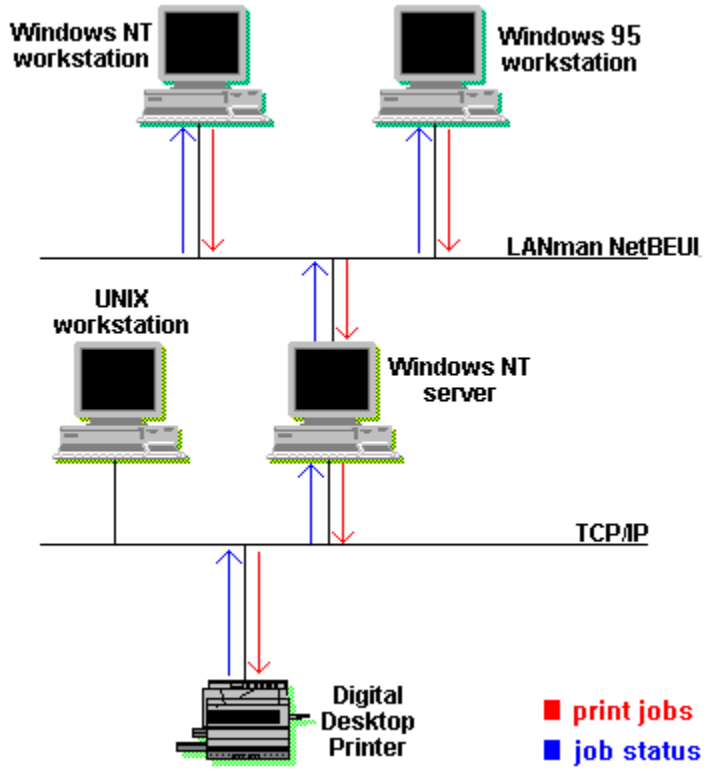 Windows NT
workstation
Windows 95
workstation
LANman NetBEUI
UNIX
workstation
Windows NT
server
TCP/IP
Digital
Desktop
Printer
print jobs
job status